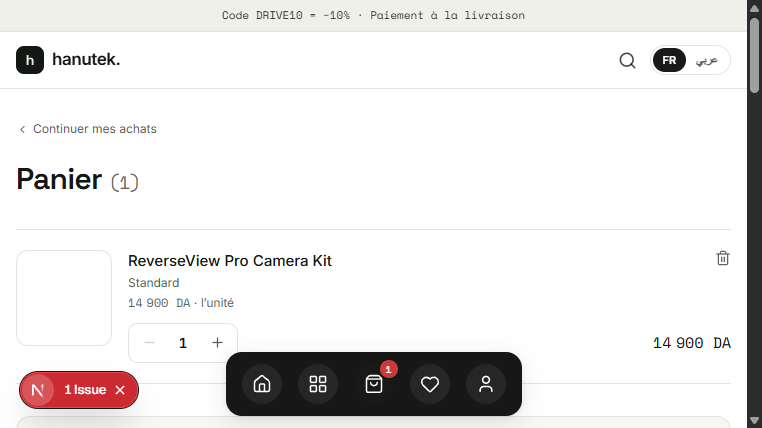 Code DRIVE10 = −10% · Paiement à la livraison
h hanutek.
FR عربي
Continuer mes achats
Panier (1)
ReverseView Pro Camera Kit
Standard
14 900 DA · l’unité
− 1 +
14 900 DA
1
N 1 Issue ×